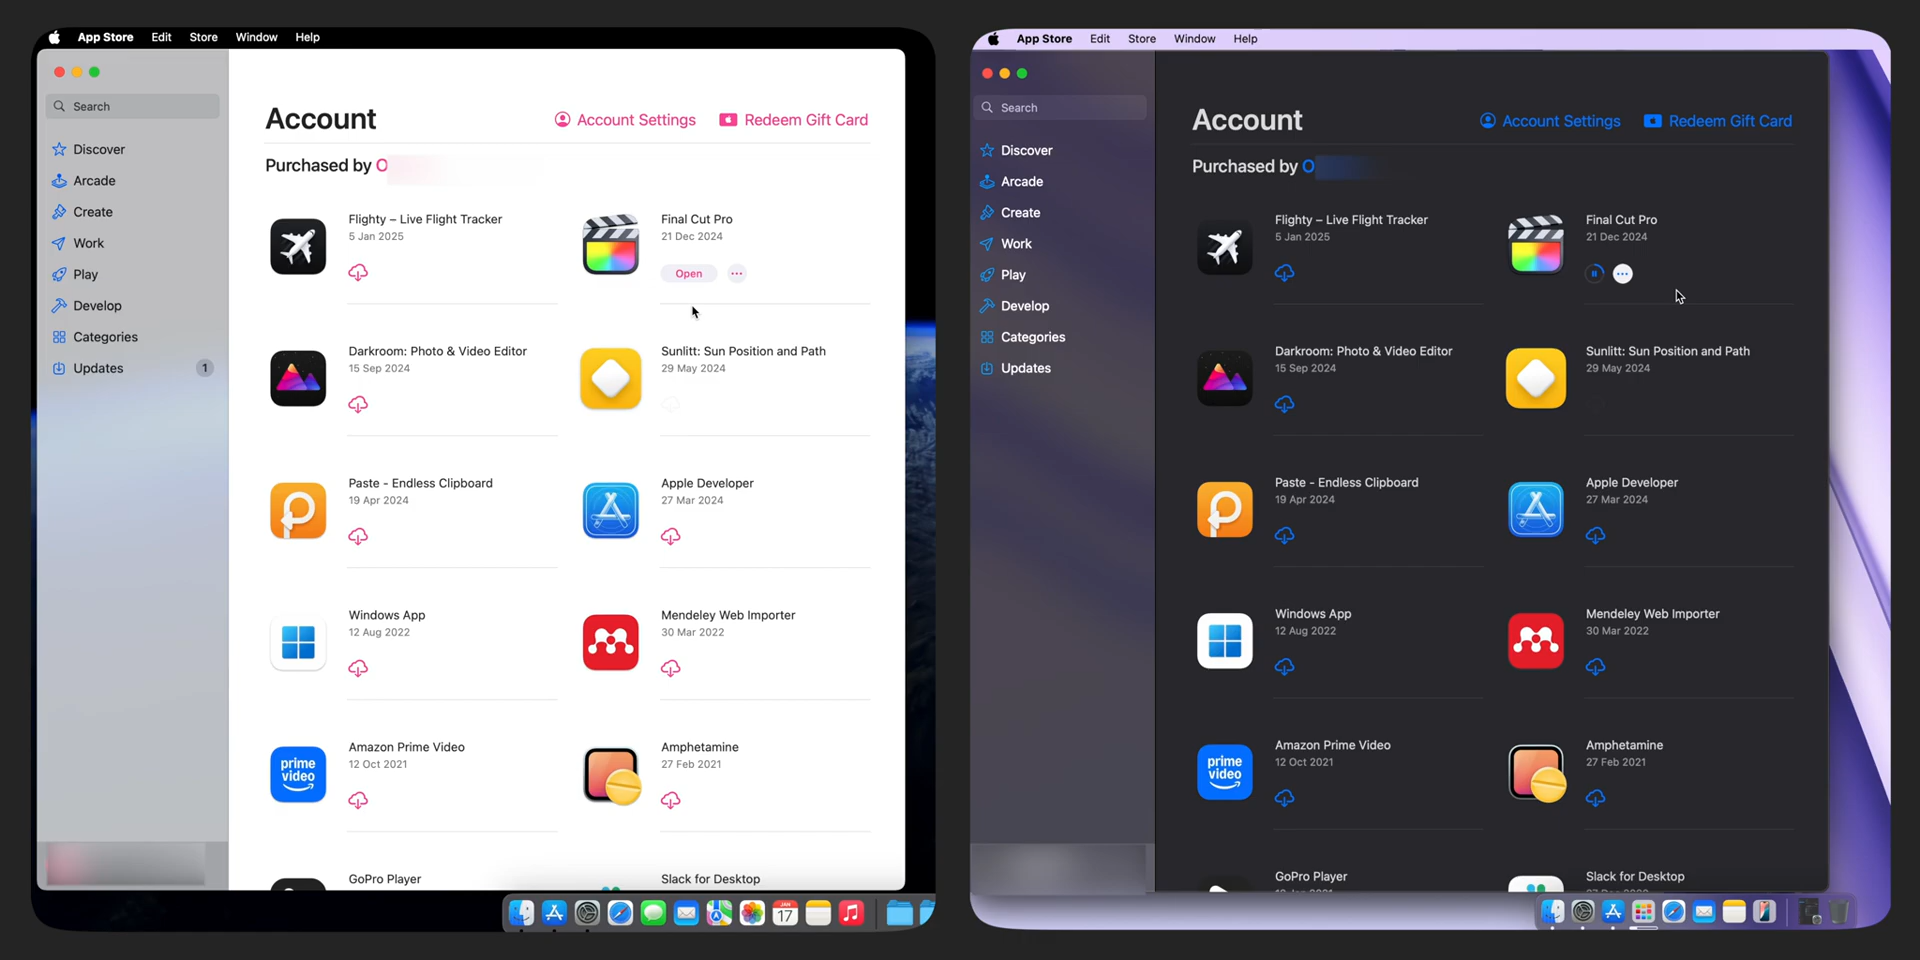 App Store Edit Store Window Help
Search
Discover
Arcade
Create
Work
Play
Develop
Categories
Updates 1
Account
Account Settings
Redeem Gift Card
Purchased by O
Flighty – Live Flight Tracker
5 Jan 2025
Final Cut Pro
21 Dec 2024
Open
Darkroom: Photo & Video Editor
15 Sep 2024
Sunlitt: Sun Position and Path
29 May 2024
Paste - Endless Clipboard
19 Apr 2024
Apple Developer
27 Mar 2024
Windows App
12 Aug 2022
Mendeley Web Importer
30 Mar 2022
prime
video
Amazon Prime Video
12 Oct 2021
Amphetamine
27 Feb 2021
GoPro Player
Slack for Desktop
JAN
17
App Store Edit Store Window Help
Search
Discover
Arcade
Create
Work
Play
Develop
Categories
Updates
Account
Account Settings
Redeem Gift Card
Purchased by O
Flighty – Live Flight Tracker
5 Jan 2025
Final Cut Pro
21 Dec 2024
Darkroom: Photo & Video Editor
15 Sep 2024
Sunlitt: Sun Position and Path
29 May 2024
Paste - Endless Clipboard
19 Apr 2024
Apple Developer
27 Mar 2024
Windows App
12 Aug 2022
Mendeley Web Importer
30 Mar 2022
prime
video
Amazon Prime Video
12 Oct 2021
Amphetamine
27 Feb 2021
GoPro Player
Slack for Desktop